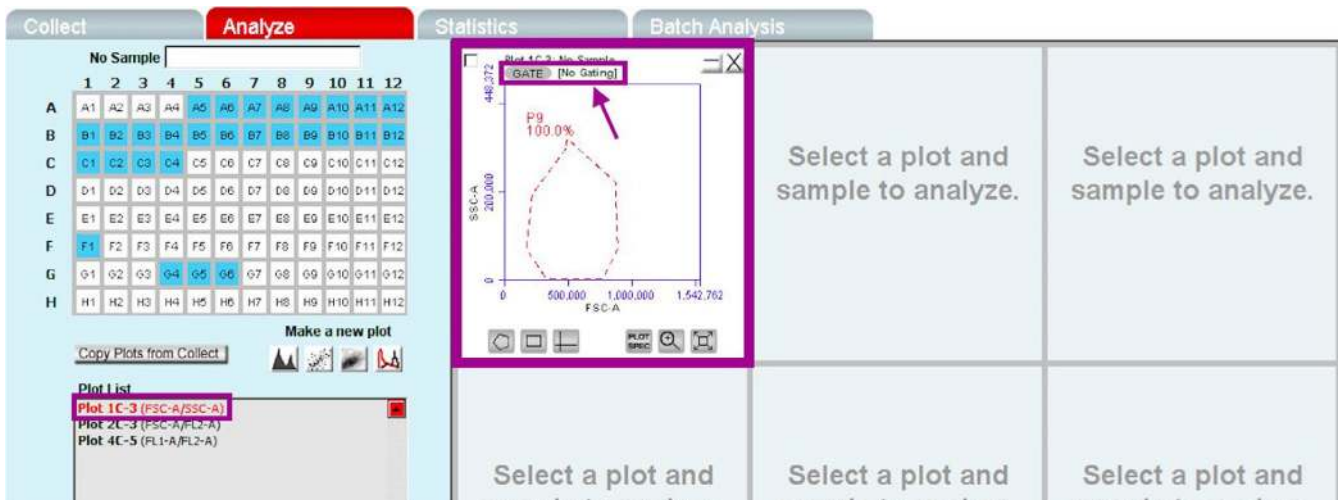 Collect Analyze Statistics Batch Analysis
No Sample
1 2 3 4 5 6 7 8 9 10 11 12
A A1 A2 A3 A4 A5 A6 A7 A8 A9 A10 A11 A12
B B1 B2 B3 B4 B5 B6 B7 B8 B9 B10 B11 B12
C C1 C2 C3 C4 C5 C6 C7 C8 C9 C10 C11 C12
D D1 D2 D3 D4 D5 D6 D7 D8 D9 D10 D11 D12
E E1 E2 E3 E4 E5 E6 E7 E8 E9 E10 E11 E12
F F1 F2 F3 F4 F5 F6 F7 F8 F9 F10 F11 F12
G G1 G2 G3 G4 G5 G6 G7 G8 G9 G10 G11 G12
H H1 H2 H3 H4 H5 H6 H7 H8 H9 H10 H11 H12
Make a new plot
Copy Plots from Collect
Plot List
Plot 1C-3 (FSC-A/SSC-A)
Plot 2C-3 (FSC-A/FL2-A)
Plot 4C-5 (FL1-A/FL2-A)
Plot 1C-3: No Sample
GATE [No Gating]
448,372
P9
100.0%
SSC-A
200,000
0
0 500,000 1,000,000 1,542,762
FSC-A
PLOT
SPEC
Select a plot and
sample to analyze.
Select a plot and
sample to analyze.
Select a plot and
Select a plot and
Select a plot and